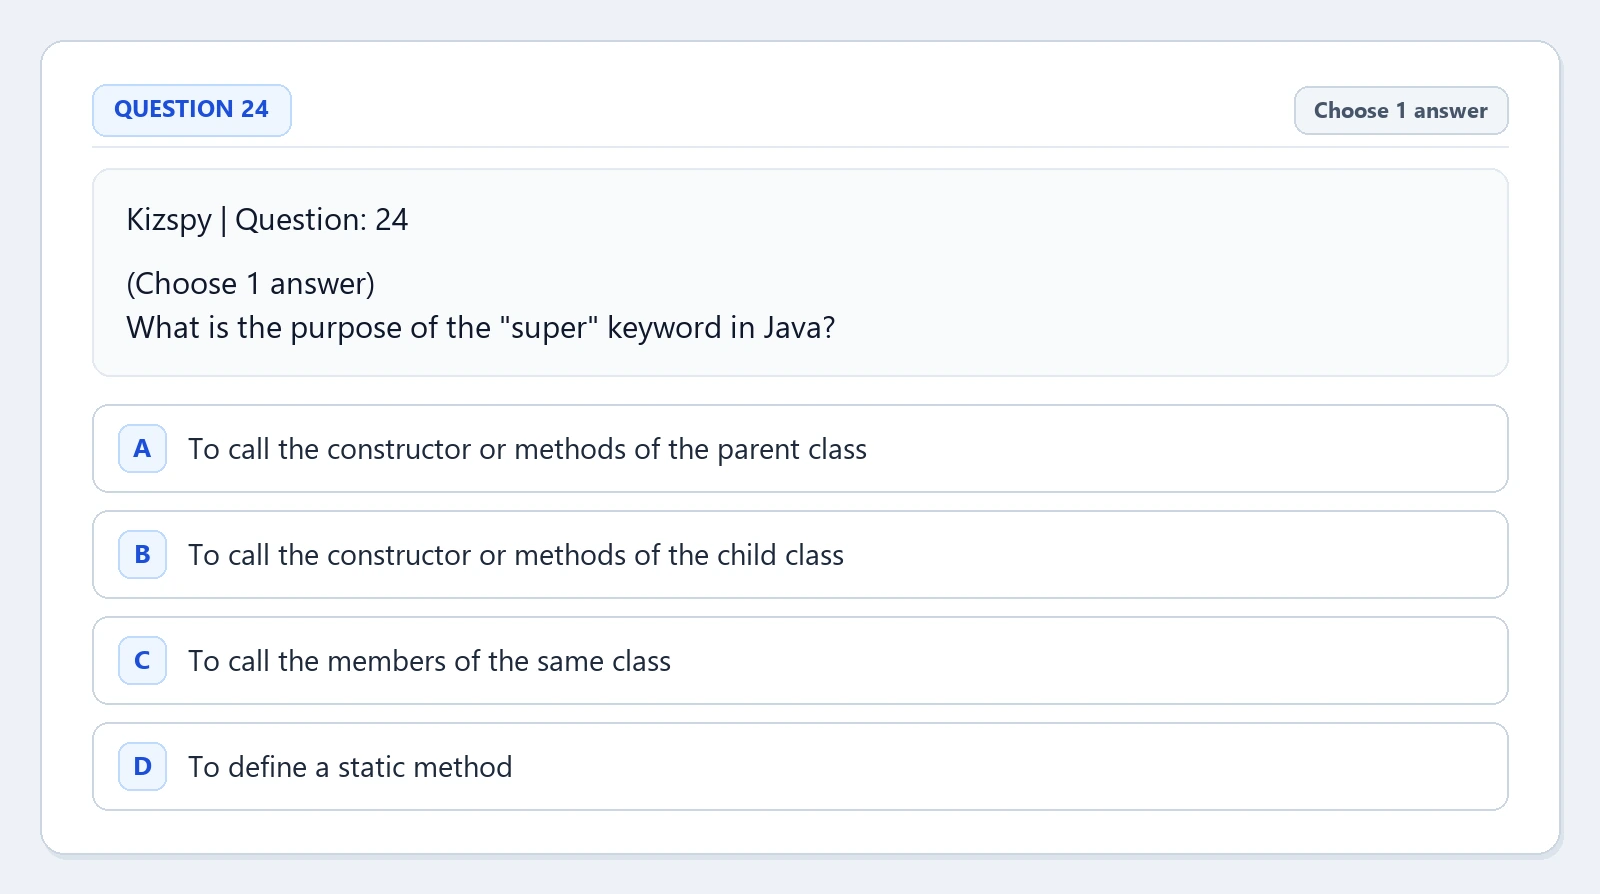 QUESTION 24
Choose 1 answer
Kizspy | Question: 24
(Choose 1 answer)
What is the purpose of the "super" keyword in Java?
A To call the constructor or methods of the parent class
B To call the constructor or methods of the child class
C To call the members of the same class
D To define a static method